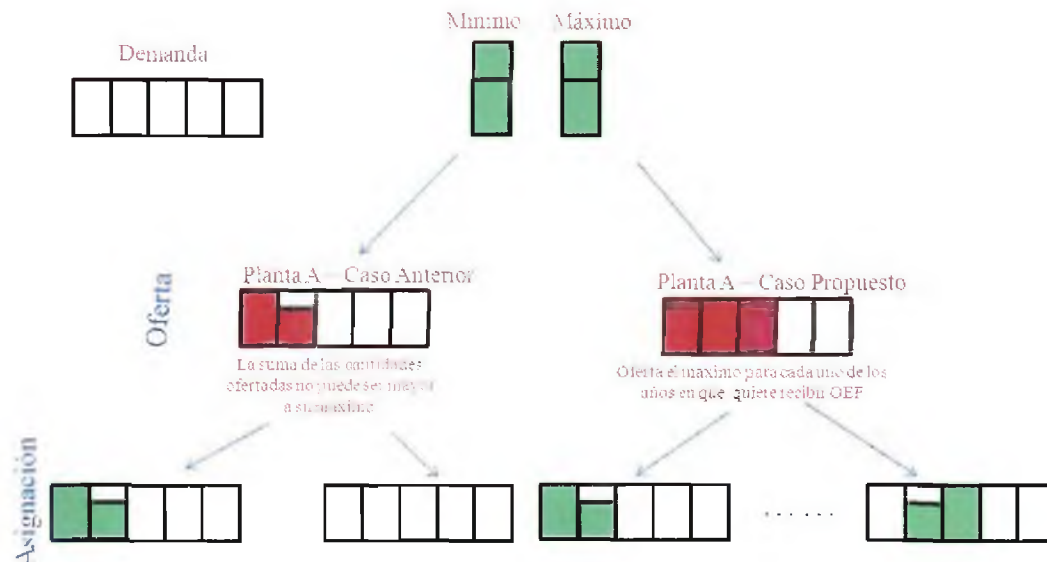 Mínimo Máximo
Demanda
Oferta
Planta A – Caso Anterior
La suma de las cantidades
ofertadas no puede ser mayor
a su máximo
Planta A – Caso Propuesto
Oferta el máximo para cada uno de los
años en que quiere recibir OEF
Asignación